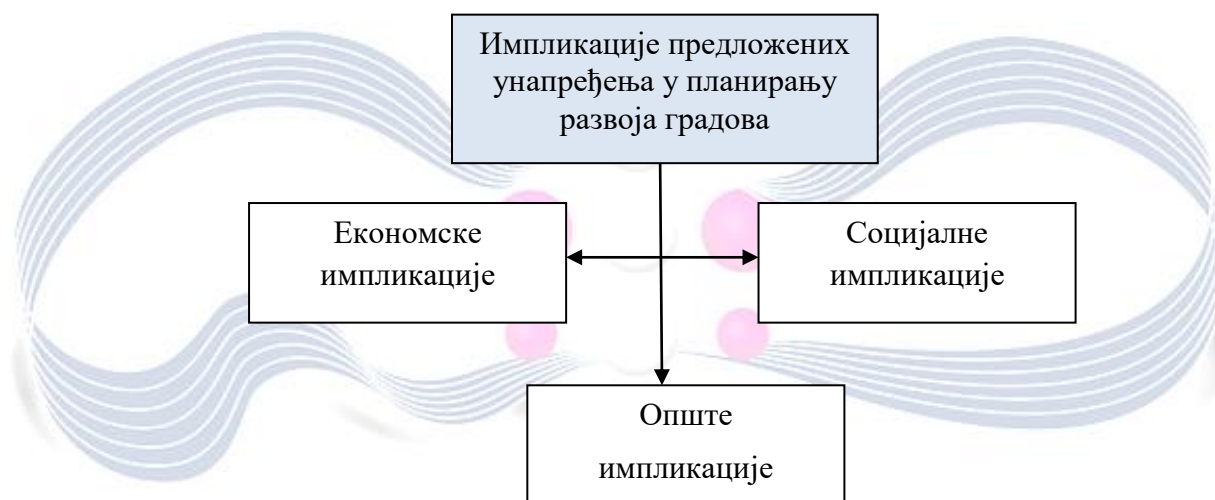 Импликације предложених
унапређења у планирању
развоја градова
Економске
импликације
Социјалне
импликације
Опште
импликације